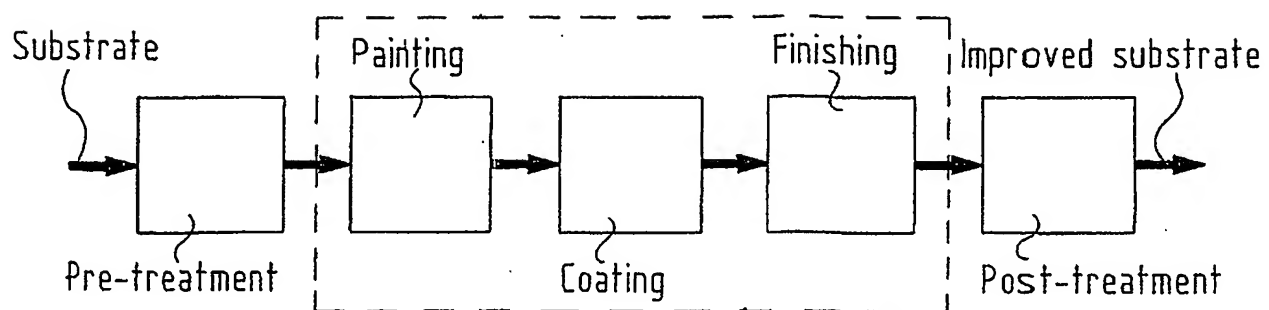 Substrate
Painting
Finishing
Improved substrate
Pre-treatment
Coating
Post-treatment